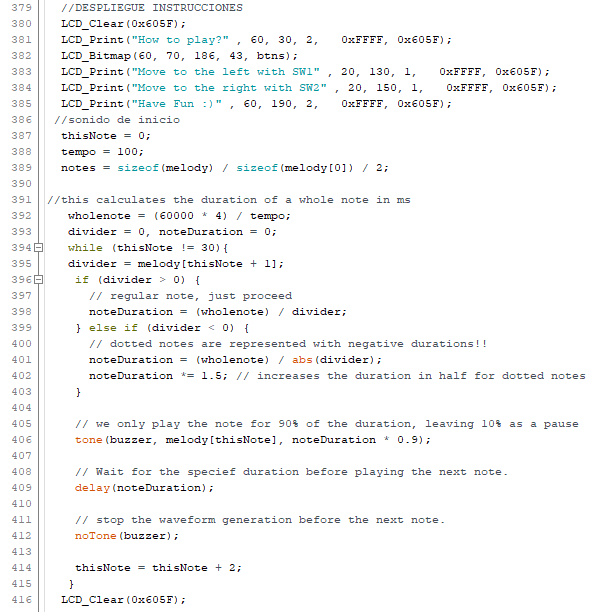 379 //DESPLIEGUE INSTRUCCIONES
380 LCD_Clear(0x605F);
381 LCD_Print("How to play?" , 60, 30, 2, 0xFFFF, 0x605F);
382 LCD_Bitmap(60, 70, 186, 43, btns);
383 LCD_Print("Move to the left with SW1" , 20, 130, 1, 0xFFFF, 0x605F);
384 LCD_Print("Move to the right with SW2" , 20, 150, 1, 0xFFFF, 0x605F);
385 LCD_Print("Have Fun :)" , 60, 190, 2, 0xFFFF, 0x605F);
386 //sonido de inicio
387 thisNote = 0;
388 tempo = 100;
389 notes = sizeof(melody) / sizeof(melody[0]) / 2;
390
391 //this calculates the duration of a whole note in ms
392 wholenote = (60000 * 4) / tempo;
393 divider = 0, noteDuration = 0;
394 while (thisNote != 30){
395 divider = melody[thisNote + 1];
396 if (divider > 0) {
397 // regular note, just proceed
398 noteDuration = (wholenote) / divider;
399 } else if (divider < 0) {
400 // dotted notes are represented with negative durations!!
401 noteDuration = (wholenote) / abs(divider);
402 noteDuration *= 1.5; // increases the duration in half for dotted notes
403 }
404
405 // we only play the note for 90% of the duration, leaving 10% as a pause
406 tone(buzzer, melody[thisNote], noteDuration * 0.9);
407
408 // Wait for the specief duration before playing the next note.
409 delay(noteDuration);
410
411 // stop the waveform generation before the next note.
412 noTone(buzzer);
413
414 thisNote = thisNote + 2;
415 }
416 LCD_Clear(0x605F);